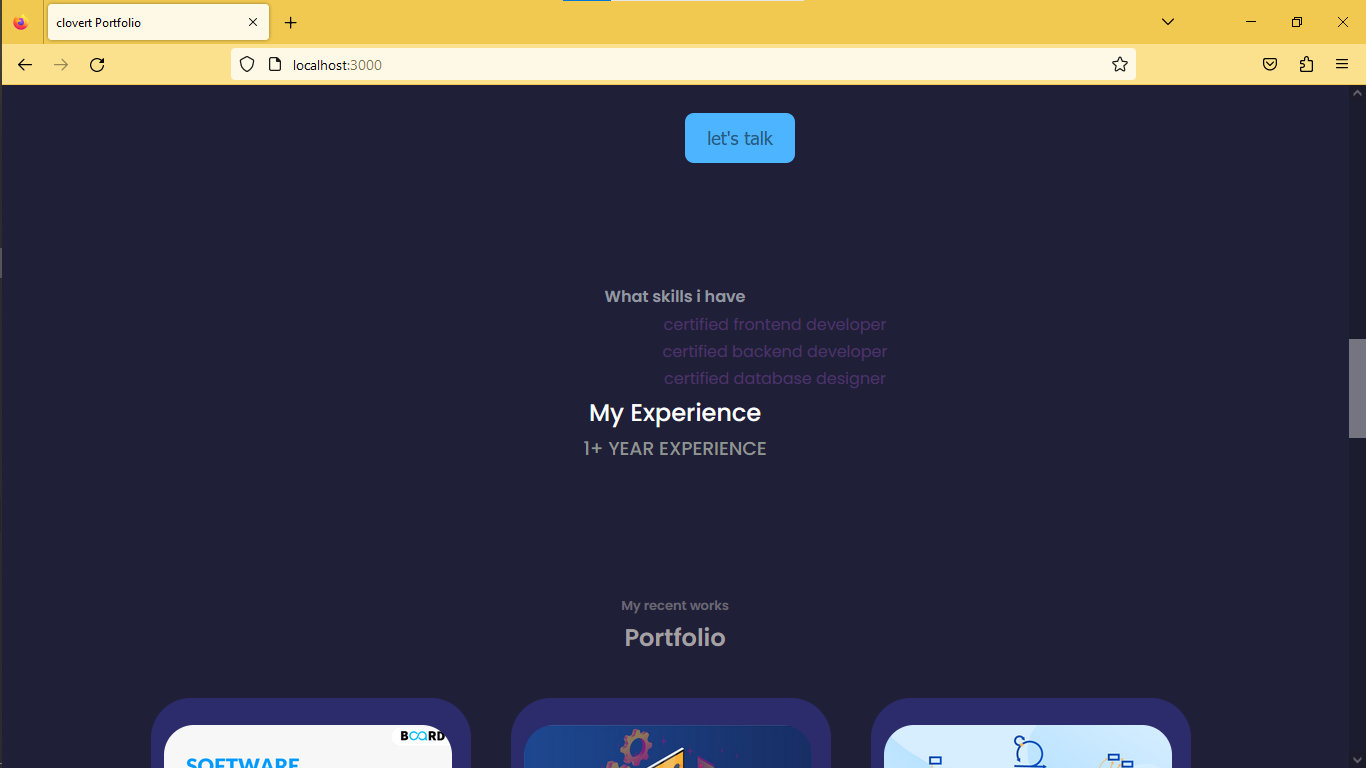 clovert Portfolio
localhost:3000
let's talk
What skills i have
certified frontend developer
certified backend developer
certified database designer
My Experience
1+ YEAR EXPERIENCE
My recent works
Portfolio
BOARD
SOFTWARE